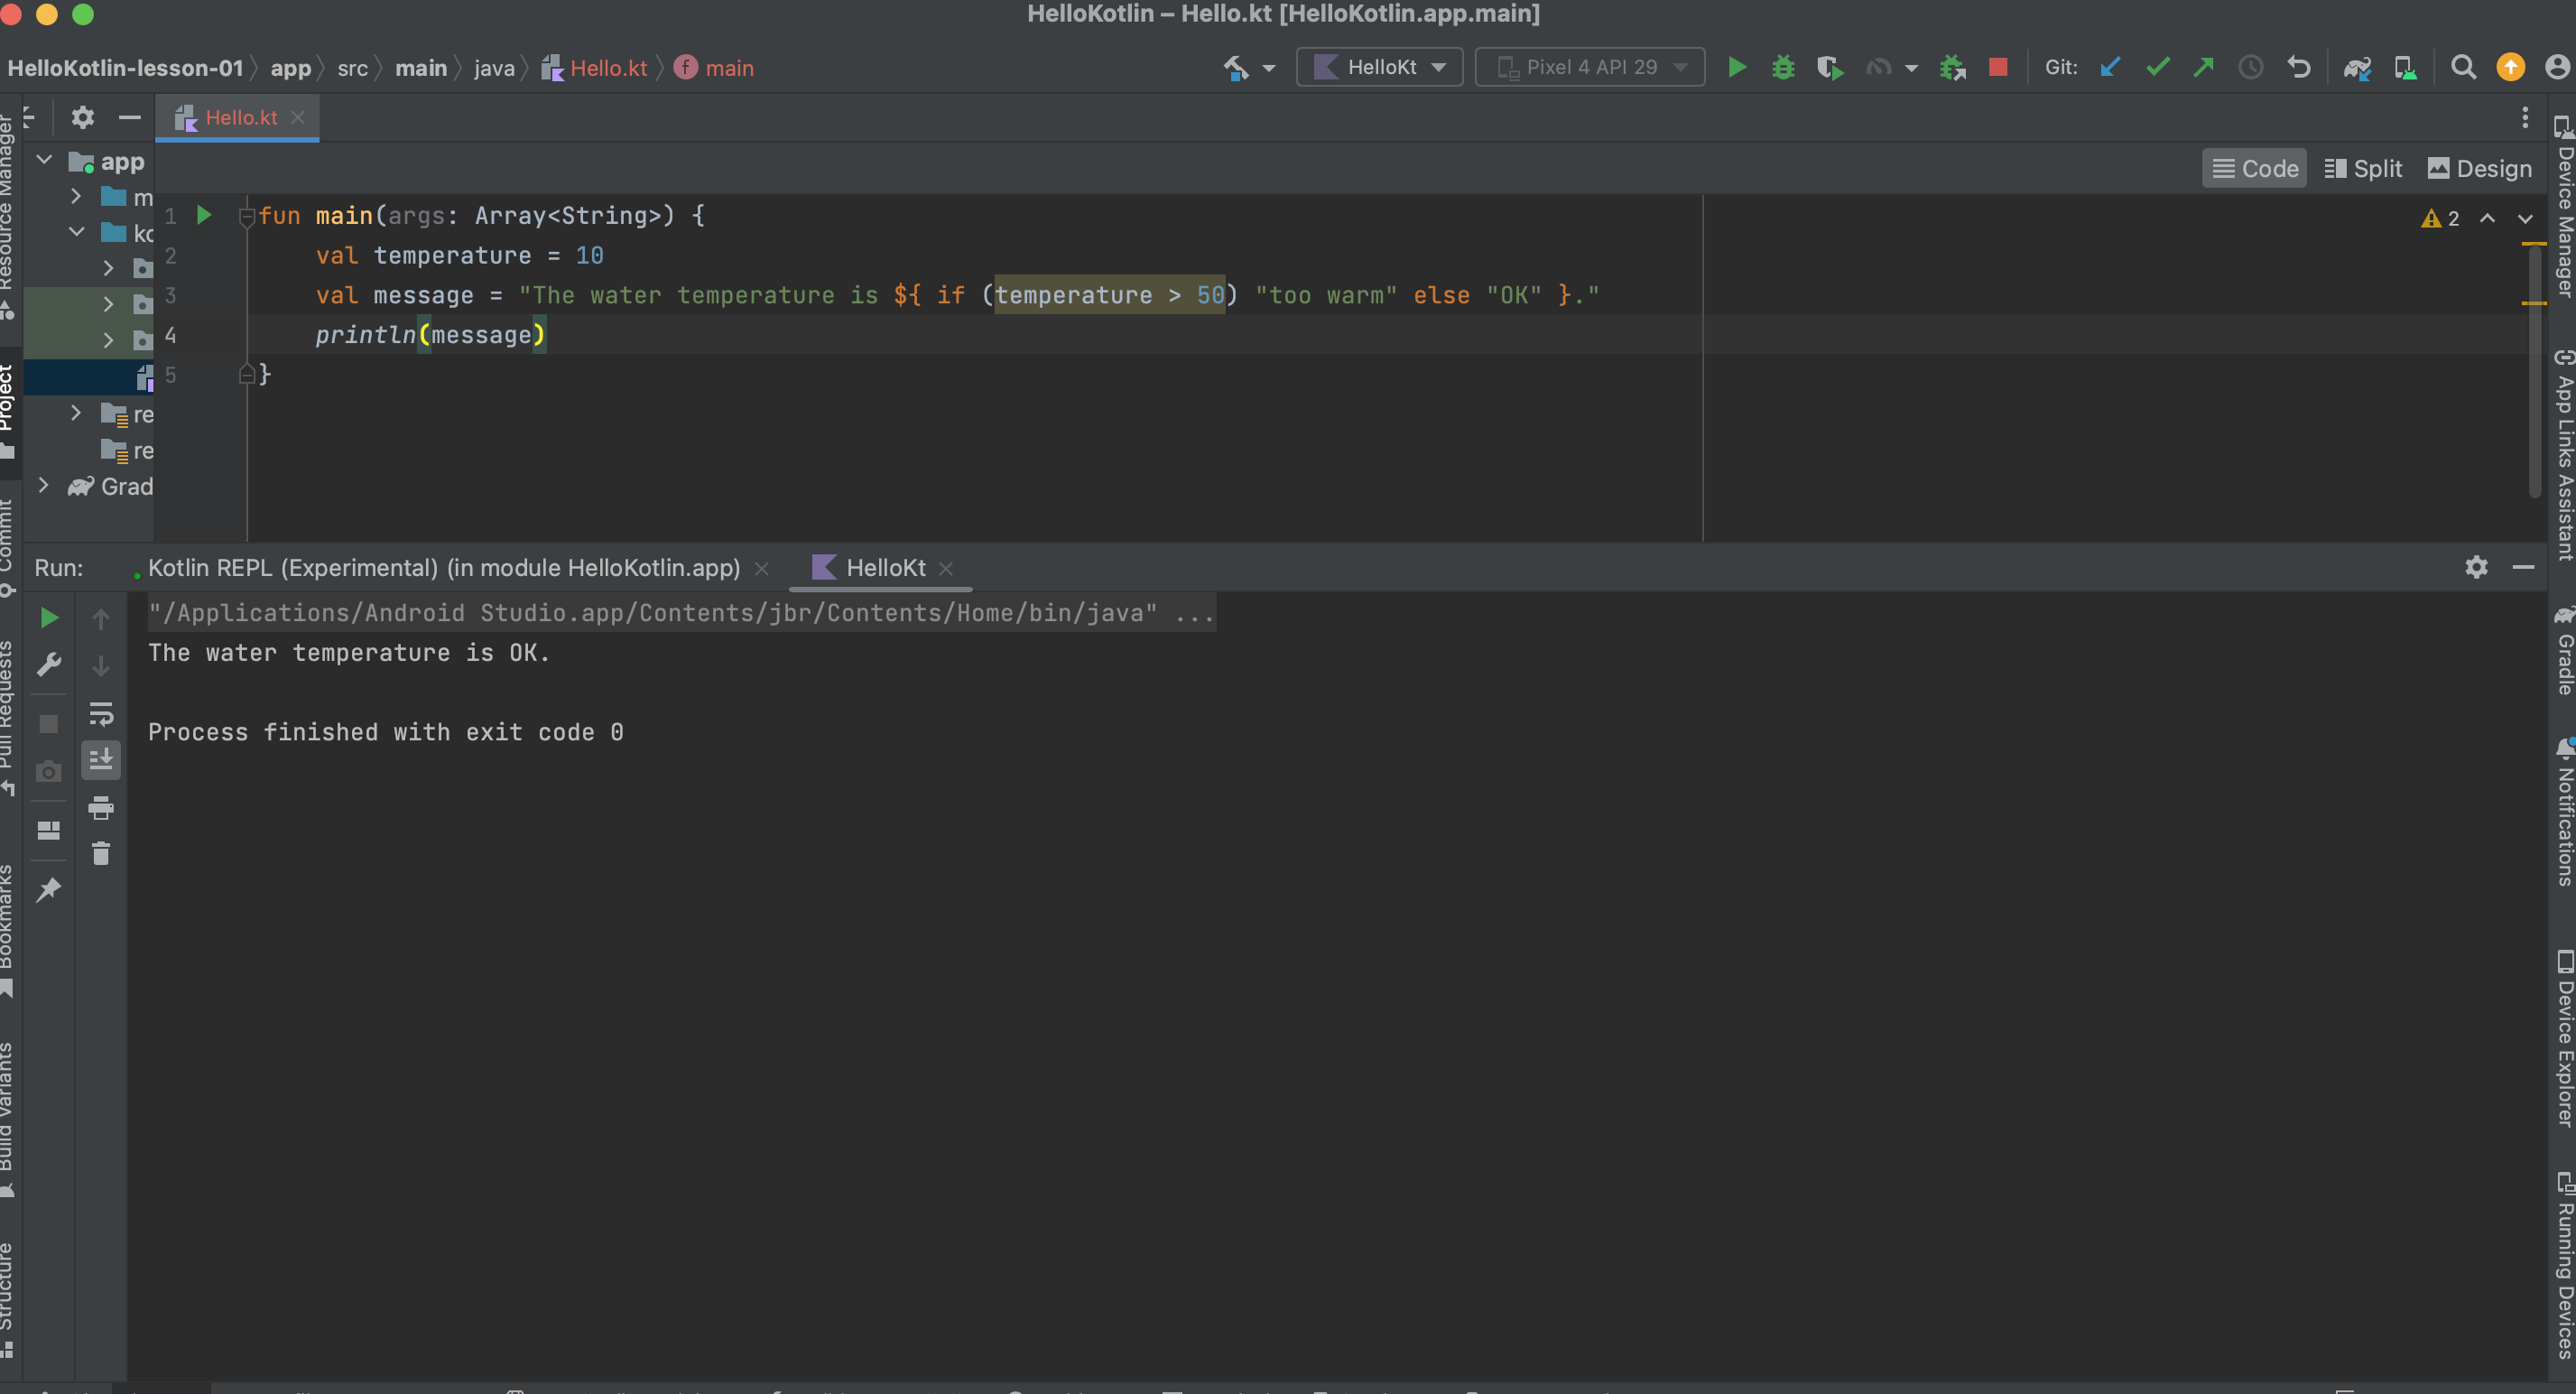 HelloKotlin – Hello.kt [HelloKotlin.app.main]
HelloKotlin-lesson-01 app src main java Hello.kt main
HelloKt Pixel 4 API 29 Git:
Hello.kt
Code Split Design
app
m
Grad
1 fun main(args: Array<String>) {
2 val temperature = 10
3 val message = "The water temperature is ${ if (temperature > 50) "too warm" else "OK" }."
4 println(message)
5 }
2
re
re
Run: Kotlin REPL (Experimental) (in module HelloKotlin.app) HelloKt
"/Applications/Android Studio.app/Contents/jbr/Contents/Home/bin/java" ...
The water temperature is OK.
Process finished with exit code 0
Resource Manager
Project
Commit
Pull Requests
Bookmarks
Build Variants
Structure
Device Manager
App Links Assistant
Gradle
Notifications
Device Explorer
Running Devices